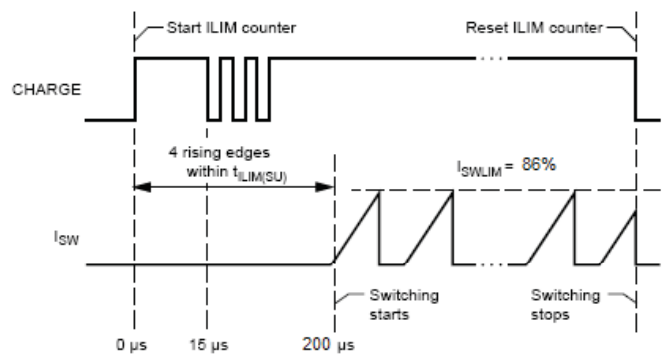 Start ILIM counter
Reset ILIM counter
CHARGE
4 rising edges
within tILIM(SU)
ISWLIM = 86%
ISW
Switching
starts
Switching
stops
0 µs
15 µs
200 µs